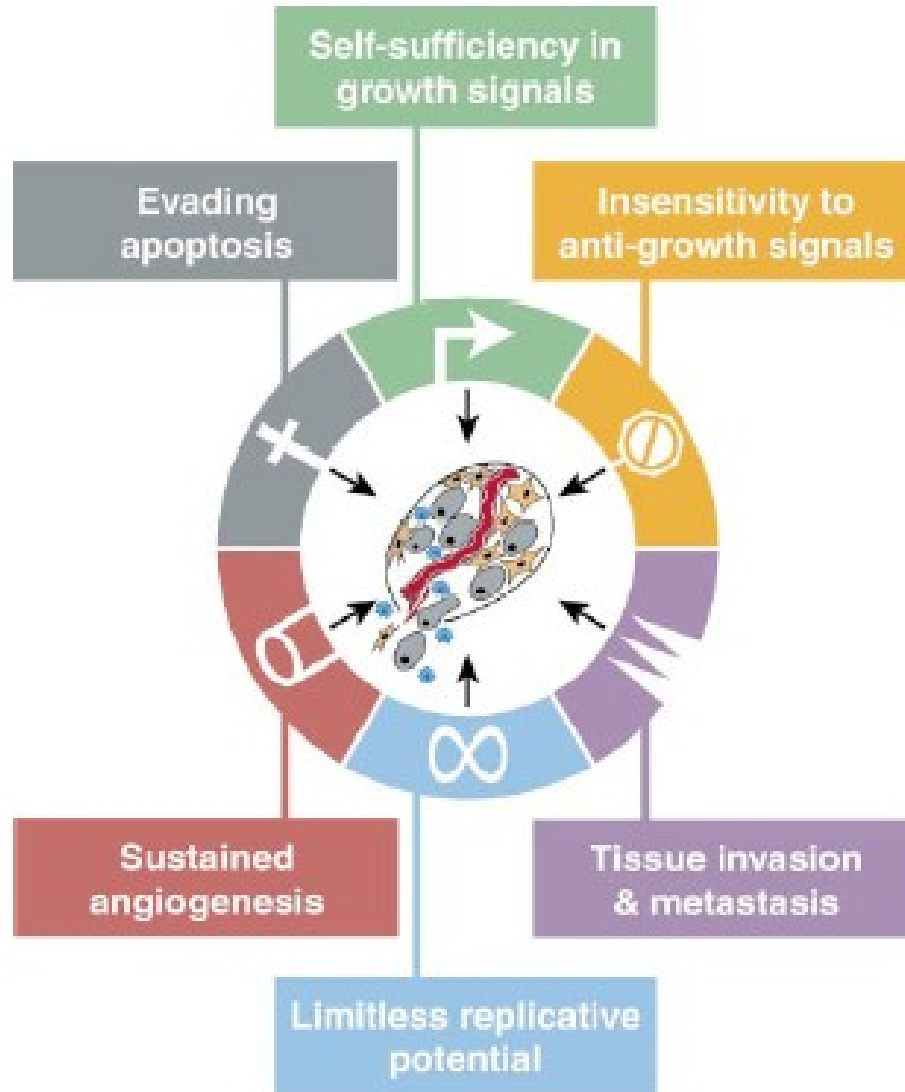 Self-sufficiency in
growth signals
Evading
apoptosis
Insensitivity to
anti-growth signals
Sustained
angiogenesis
Tissue invasion
& metastasis
Limitless replicative
potential